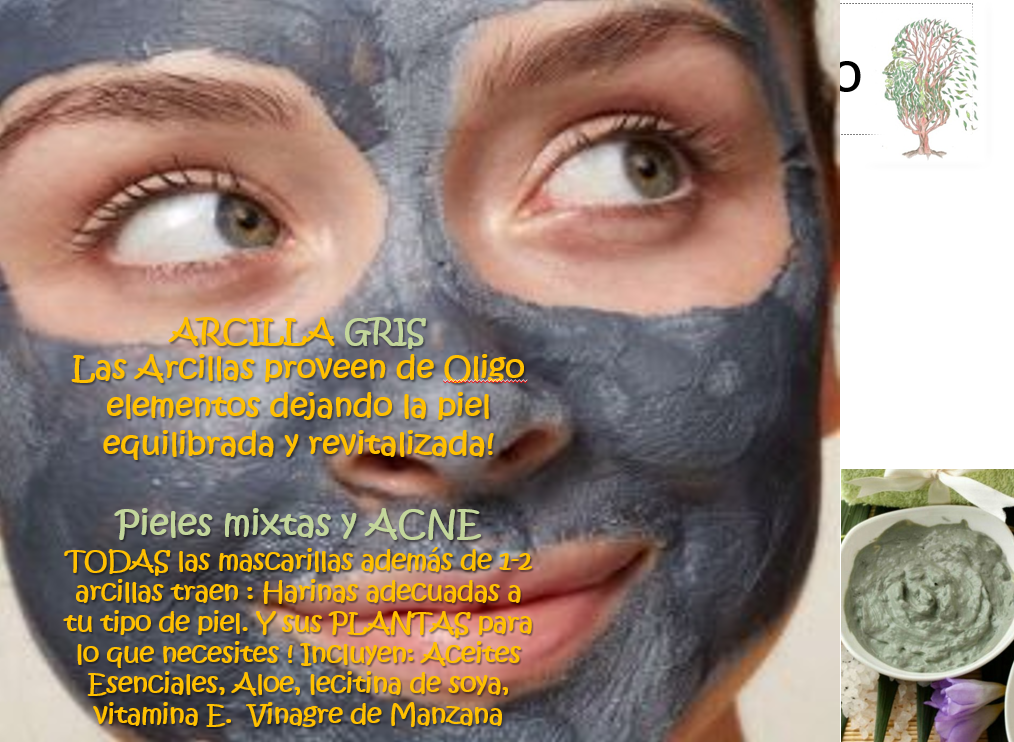 o
ARCILLA GRIS
Las Arcillas proveen de Oligo
elementos dejando la piel
equilibrada y revitalizada!
Pieles mixtas y ACNE
TODAS las mascarillas además de 1-2
arcillas traen : Harinas adecuadas a
tu tipo de piel. Y sus PLANTAS para
lo que necesites ! Incluyen: Aceites
Esenciales, Aloe, lecitina de soya,
vitamina E. Vinagre de Manzana